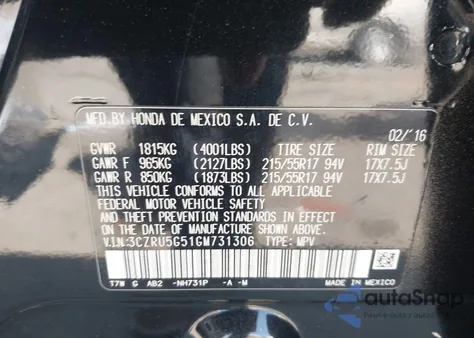 MFD.BY HONDA DE MEXICO S.A. DE C.V.
02/'16
GVWR 1815KG (4001LBS) TIRE SIZE RIM SIZE
GAWR F 965KG (2127LBS) 215/55R17 94V 17X7.5J
GAWR R 850KG (1873LBS) 215/55R17 94V 17X7.5J
THIS VEHICLE CONFORMS TO ALL APPLICABLE
FEDERAL MOTOR VEHICLE SAFETY, BUMPER,
AND THEFT PREVENTION STANDARDS IN EFFECT
ON THE DATE OF MANUFACTURE SHOWN ABOVE.
V.I.N:3CZRU5G51GM731306 TYPE: MPV
T7W G AB2 -NH731P -A -M MADE IN MEXICO
autaSnap